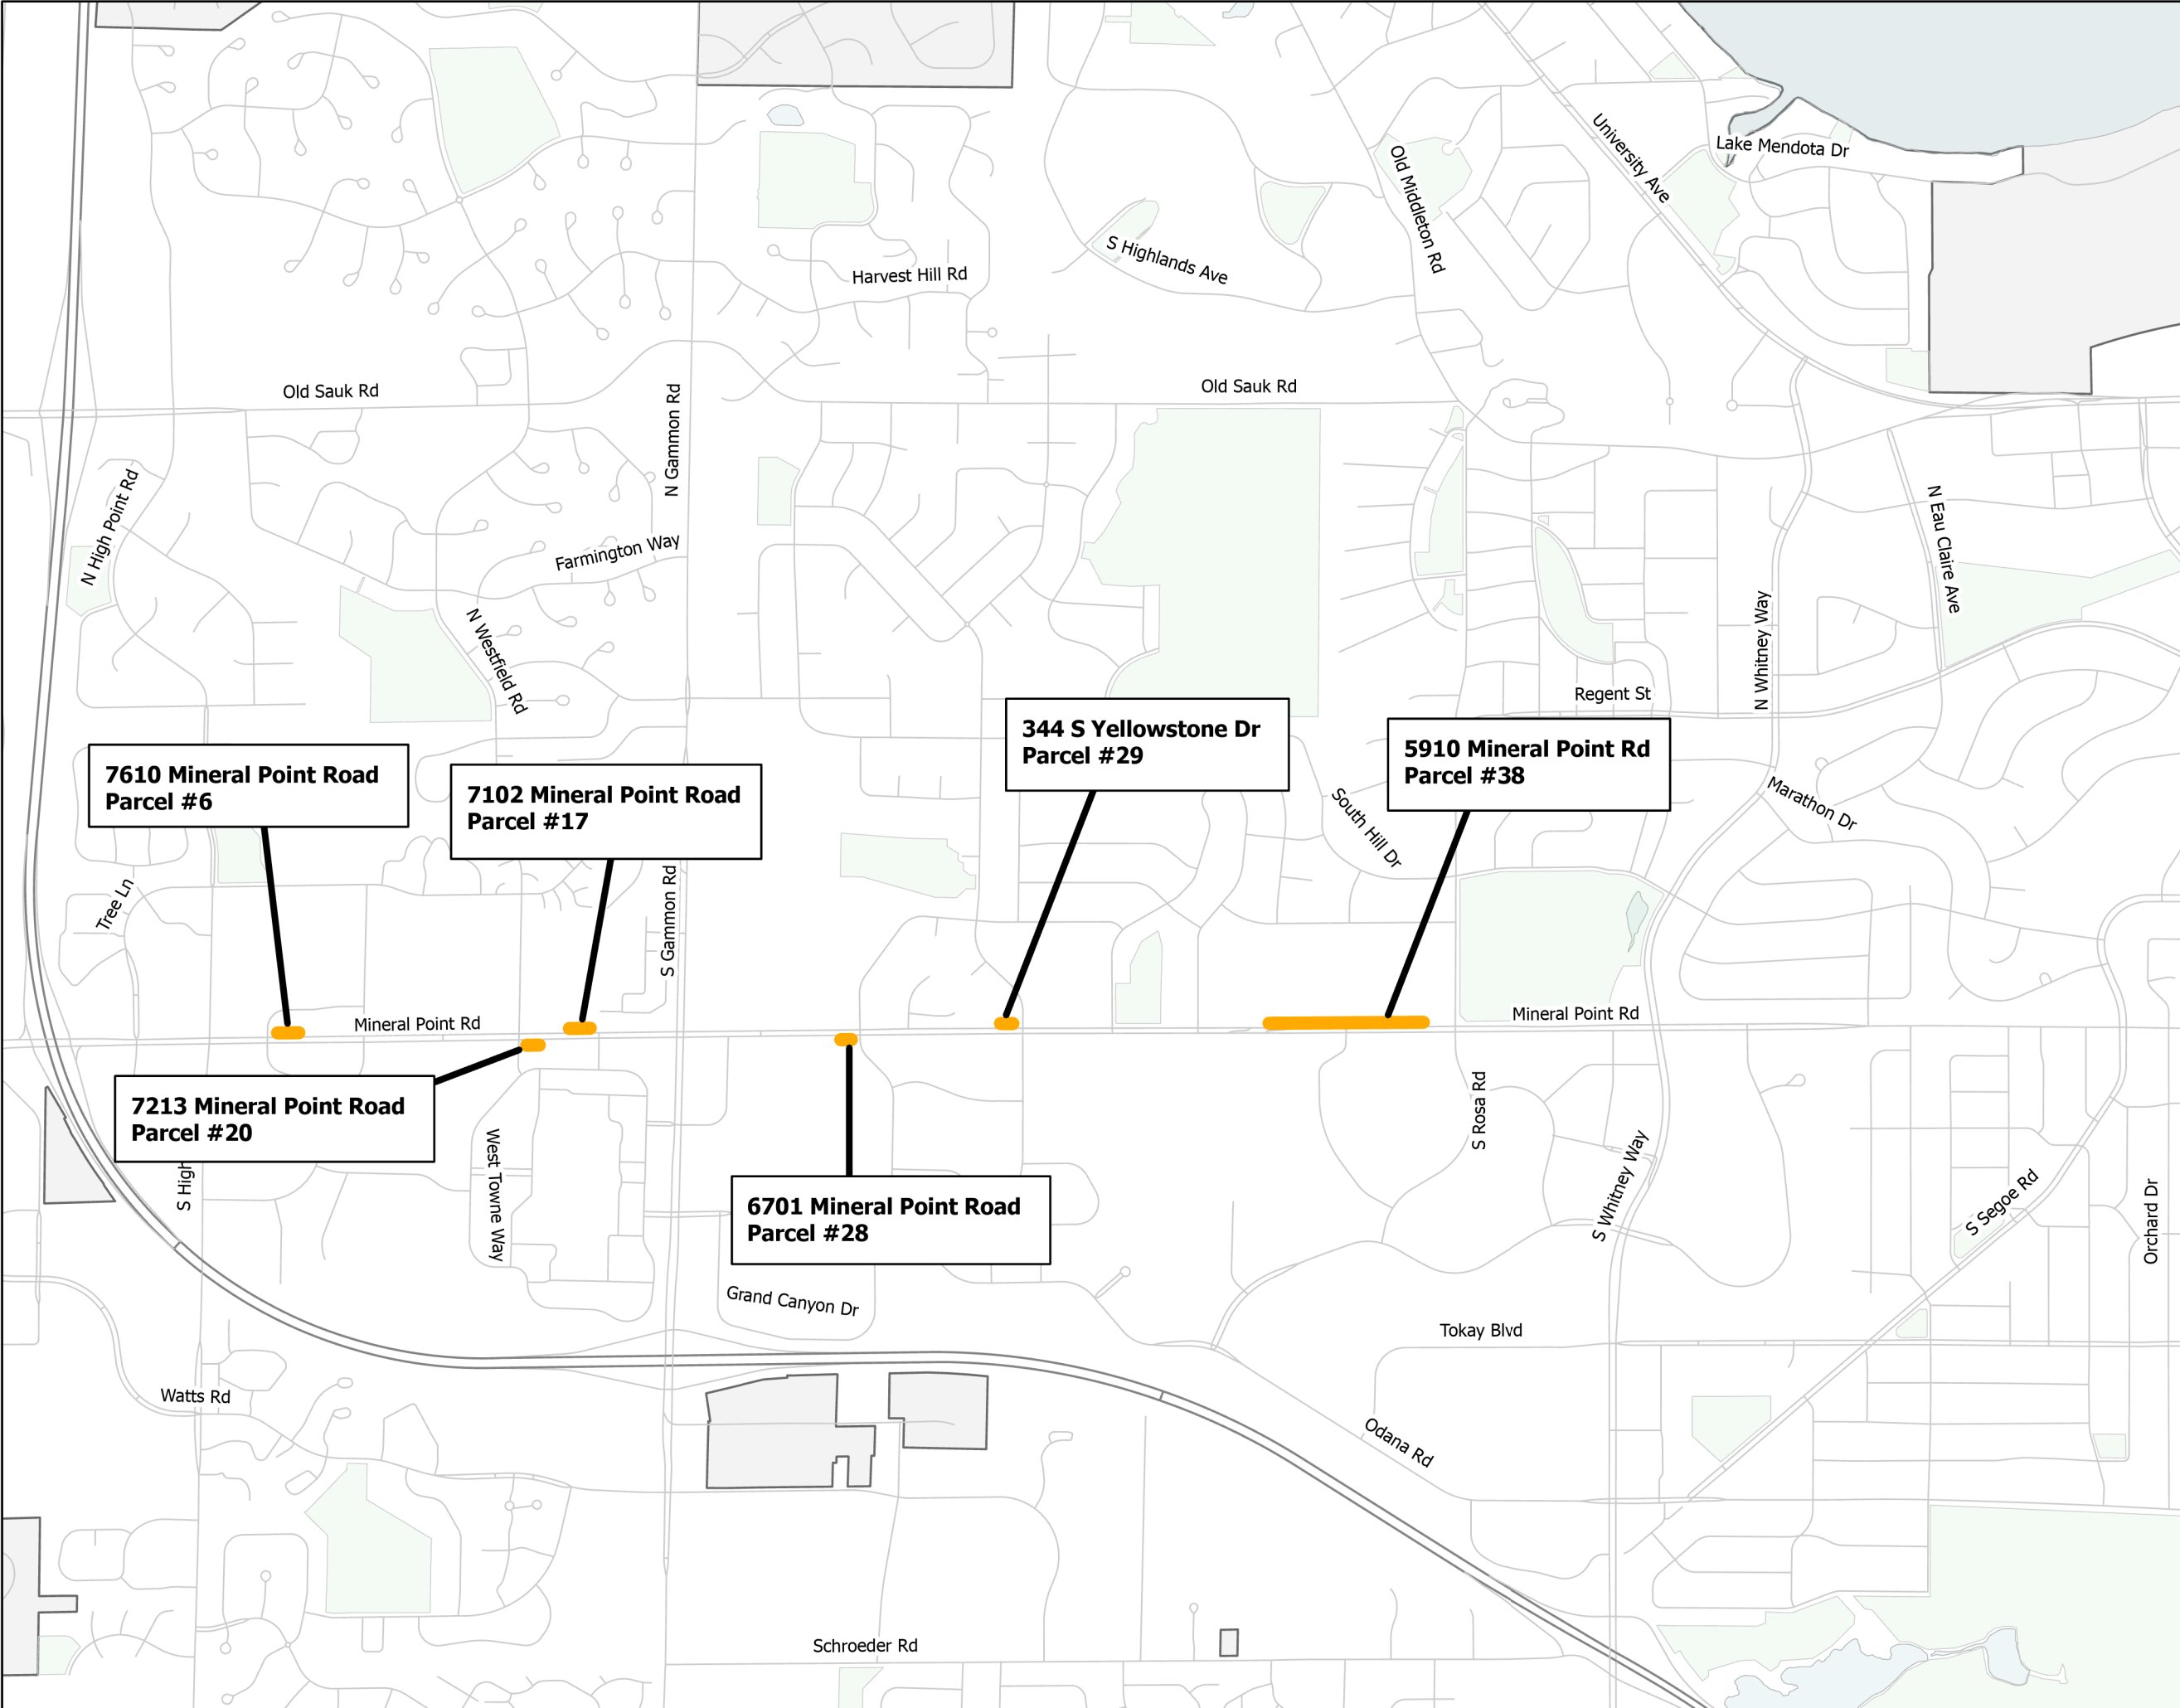 Lake Mendota Dr
University Ave
Old Middleton Rd
S Highlands Ave
Harvest Hill Rd
Old Sauk Rd
Old Sauk Rd
N Gammon Rd
N High Point Rd
Farmington Way
N Eau Claire Ave
N Westfield Rd
N Whitney Way
Regent St
344 S Yellowstone Dr
Parcel #29
5910 Mineral Point Rd
Parcel #38
7610 Mineral Point Road
Parcel #6
7102 Mineral Point Road
Parcel #17
South Hill Dr
Marathon Dr
Tree Ln
S Gammon Rd
Mineral Point Rd
Mineral Point Rd
7213 Mineral Point Road
Parcel #20
S High
West Towne Way
S Rosa Rd
S Whitney Way
S Segoe Rd
Orchard Dr
6701 Mineral Point Road
Parcel #28
Grand Canyon Dr
Tokay Blvd
Watts Rd
Odana Rd
Schroeder Rd